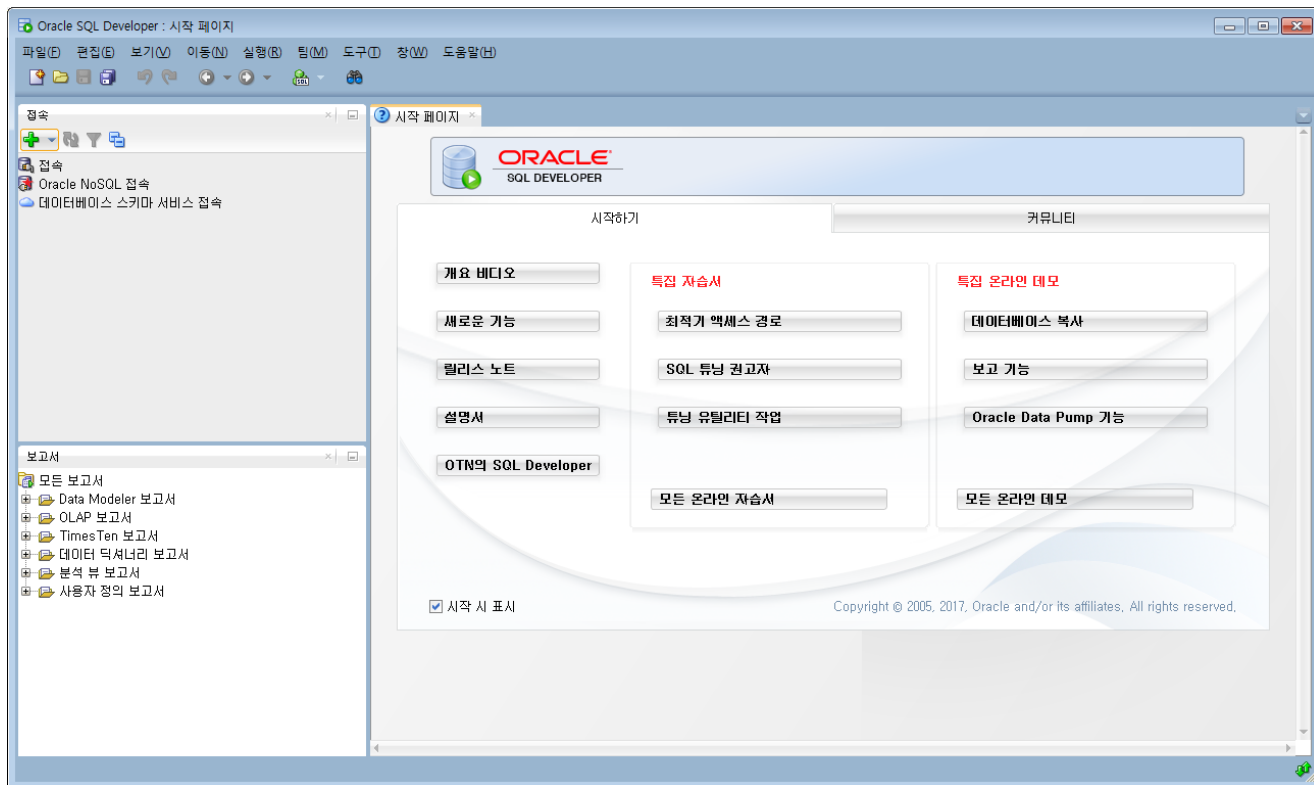 Oracle SQL Developer : 시작 페이지
파일(F) 편집(E) 보기(V) 이동(N) 실행(R) 팀(M) 도구(T) 창(W) 도움말(H)
SQL
접속
접속
Oracle NoSQL 접속
데이터베이스 스키마 서비스 접속
보고서
모든 보고서
Data Modeler 보고서
OLAP 보고서
TimesTen 보고서
데이터 딕셔너리 보고서
분석 뷰 보고서
사용자 정의 보고서
시작 페이지
ORACLE
SQL DEVELOPER
시작하기 커뮤니티
개요 비디오
새로운 기능
릴리스 노트
설명서
OTN의 SQL Developer
특집 자습서
최적기 액세스 경로
SQL 튜닝 권고자
튜닝 유틸리티 작업
모든 온라인 자습서
특집 온라인 데모
데이터베이스 복사
보고 기능
Oracle Data Pump 기능
모든 온라인 데모
시작 시 표시
Copyright © 2005, 2017, Oracle and/or its affiliates, All rights reserved.